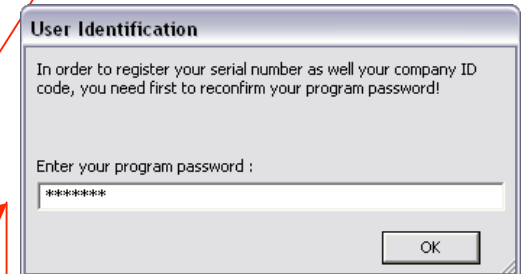 User Identification
In order to register your serial number as well your company ID
code, you need first to reconfirm your program password!
Enter your program password :
*******
OK